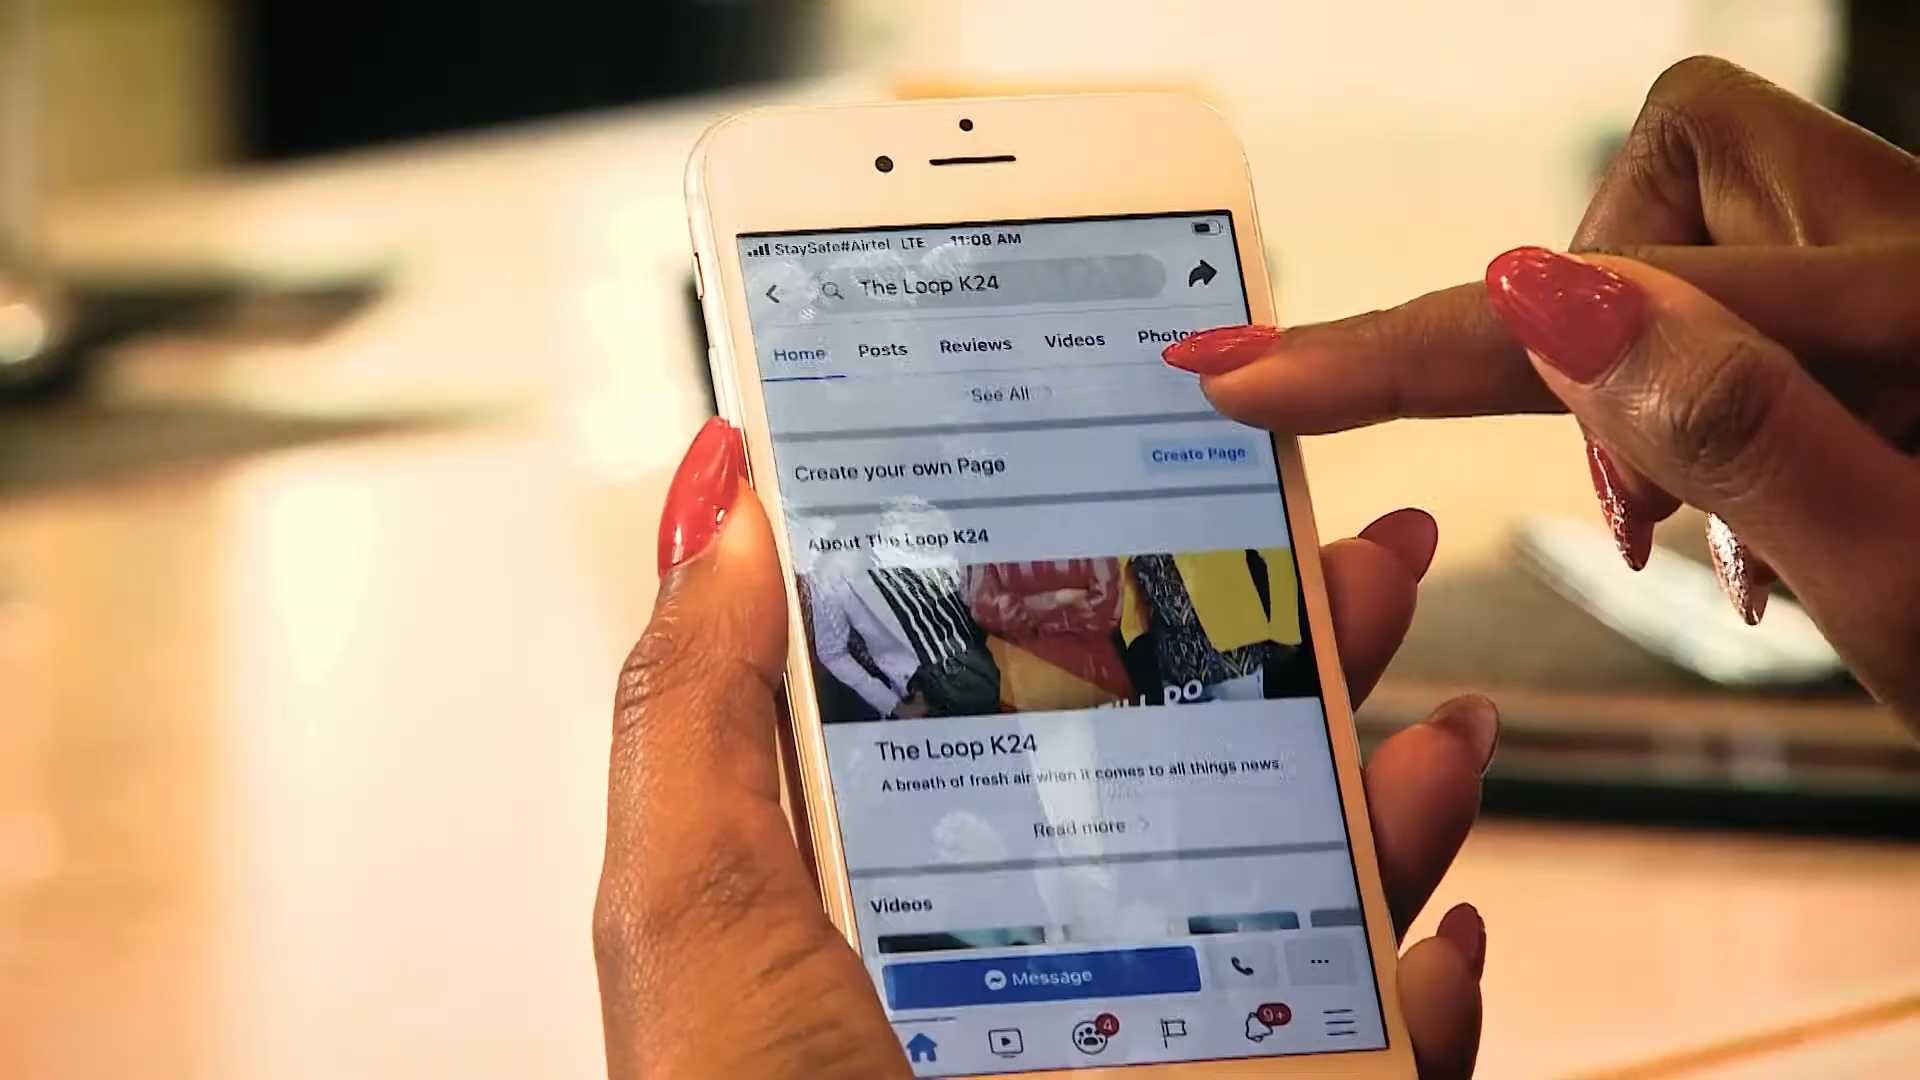 StaySafe#Airtel LTE 11:08 AM
The Loop K24
Home Posts Reviews Videos Photos
See All
Create your own Page Create Page
About The Loop K24
DO
The Loop K24
A breath of fresh air when it comes to all things news.
Read more
Videos
Message
4 9+